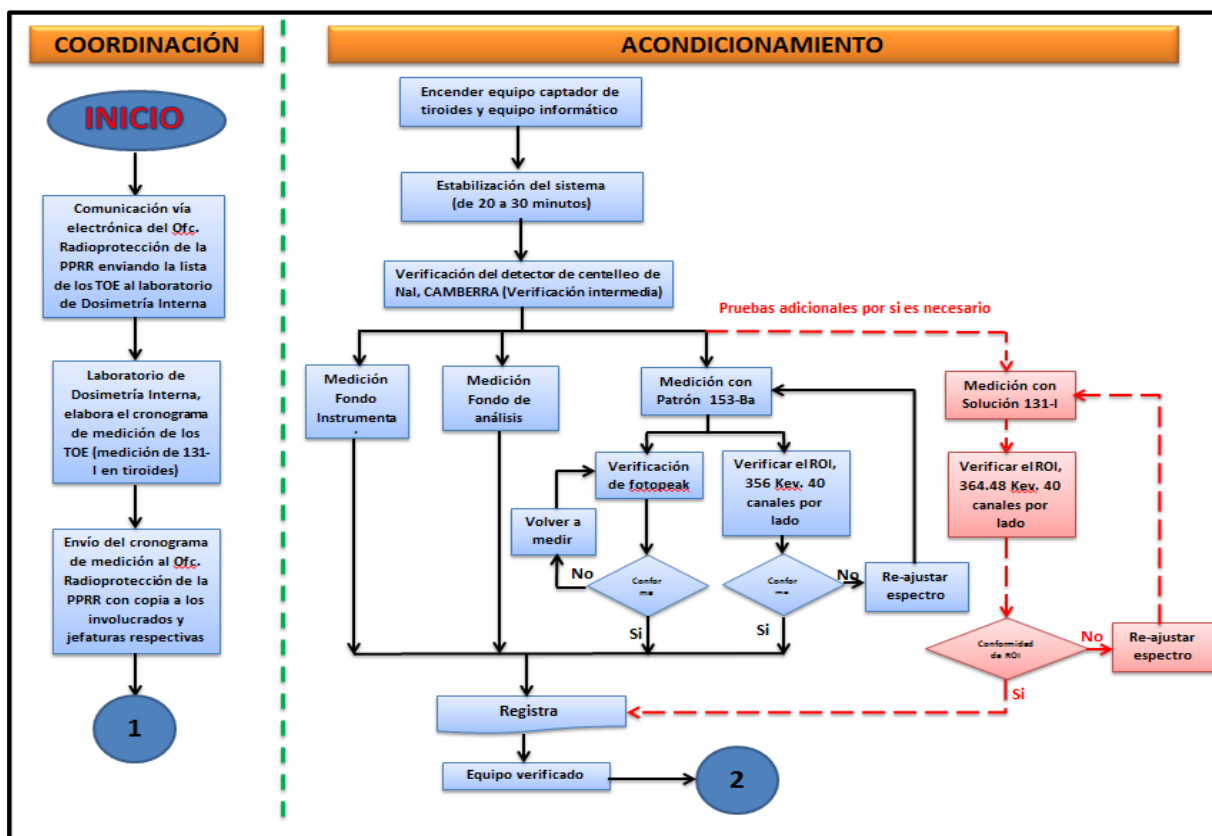 COORDINACIÓN
INICIO
Comunicación vía
electrónica del Ofc.
Radioprotección de la
PPRR enviando la lista
de los TOE al laboratorio
de Dosimetría Interna
Laboratorio de
Dosimetría Interna,
elabora el cronograma
de medición de los
TOE (medición de 131-
I en tiroides)
Envío del cronograma
de medición al Ofc.
Radioprotección de la
PPRR con copia a los
involucrados y
jefaturas respectivas
1
ACONDICIONAMIENTO
Encender equipo captador de
tiroides y equipo informático
Estabilización del sistema
(de 20 a 30 minutos)
Verificación del detector de centelleo de
NaI, CAMBERRA (Verificación intermedia)
Pruebas adicionales por si es necesario
Medición
Fondo
Instrumenta
Medición
Fondo de
análisis
Medición con
Patrón 153-Ba
Medición con
Solución 131-I
Verificación
de fotopeak
Verificar el ROI,
356 Kev. 40
canales por
lado
Verificar el ROI,
364.48 Kev. 40
canales por
lado
Volver a
medir
No
Confor
me
Si
Confor
me
No
Si
Re-ajustar
espectro
Conformidad
de ROI
No
Si
Re-ajustar
espectro
Registra
Equipo verificado
2